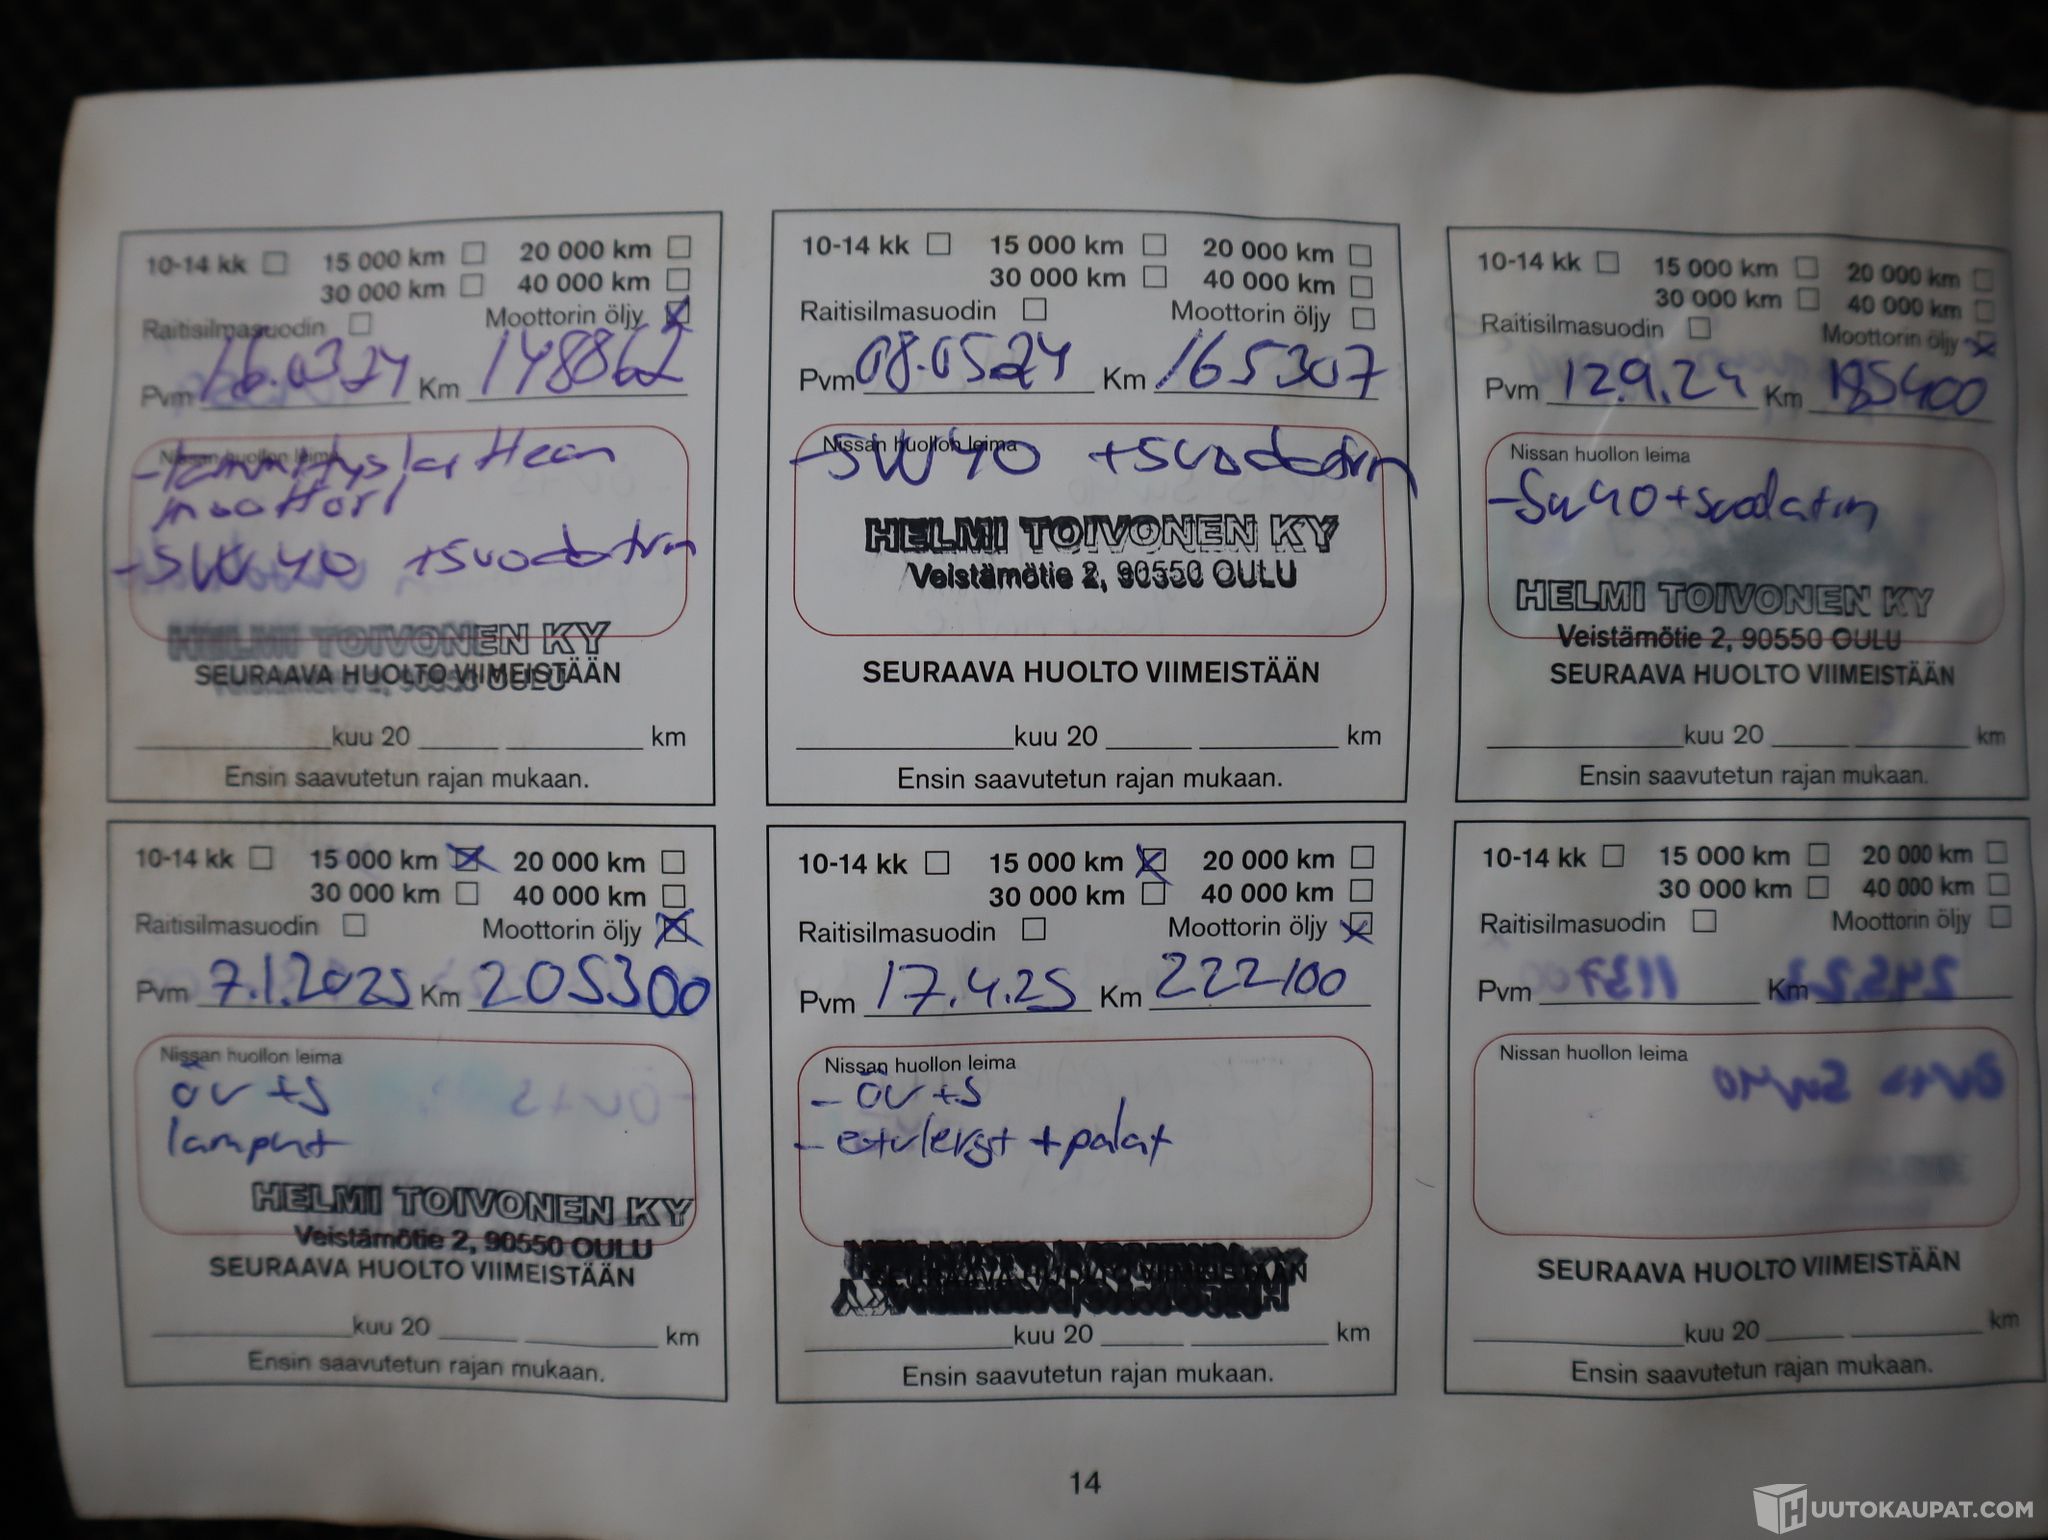 10-14 kk 15 000 km 20 000 km
30 000 km 40 000 km
Raitisilmasuodin Moottorin öljy
Pvm 16.03.24 Km 148862
Nissan huollon leima
moottori
-5W40 +suodatin
HELMI TOIVONEN KY
SEURAAVA HUOLTO VIIMEISTÄÄN
kuu 20 km
Ensin saavutetun rajan mukaan.
10-14 kk 15 000 km 20 000 km
30 000 km 40 000 km
Raitisilmasuodin Moottorin öljy
Pvm 08.05.24 Km 165307
Nissan huollon leima
-5W40 +suodatin
HELMI TOIVONEN KY
Veistämötie 2, 90550 OULU
SEURAAVA HUOLTO VIIMEISTÄÄN
kuu 20 km
Ensin saavutetun rajan mukaan.
10-14 kk 15 000 km 20 000 km
30 000 km 40 000 km
Raitisilmasuodin Moottorin öljy
Pvm 12.9.24 Km 185400
Nissan huollon leima
-5W40+suodatin
HELMI TOIVONEN KY
Veistämötie 2, 90550 OULU
SEURAAVA HUOLTO VIIMEISTÄÄN
kuu 20 km
Ensin saavutetun rajan mukaan.
10-14 kk 15 000 km 20 000 km
30 000 km 40 000 km
Raitisilmasuodin Moottorin öljy
Pvm 7.1.2025 Km 205300
Nissan huollon leima
öv+s
lamput
HELMI TOIVONEN KY
Veistämötie 2, 90550 OULU
SEURAAVA HUOLTO VIIMEISTÄÄN
kuu 20 km
Ensin saavutetun rajan mukaan.
10-14 kk 15 000 km 20 000 km
30 000 km 40 000 km
Raitisilmasuodin Moottorin öljy
Pvm 17.4.25 Km 222100
Nissan huollon leima
- öv+s
- +palat
kuu 20 km
Ensin saavutetun rajan mukaan.
10-14 kk 15 000 km 20 000 km
30 000 km 40 000 km
Raitisilmasuodin Moottorin öljy
Pvm Km
Nissan huollon leima
SEURAAVA HUOLTO VIIMEISTÄÄN
kuu 20 km
Ensin saavutetun rajan mukaan.
14
HUUTOKAUPAT.COM